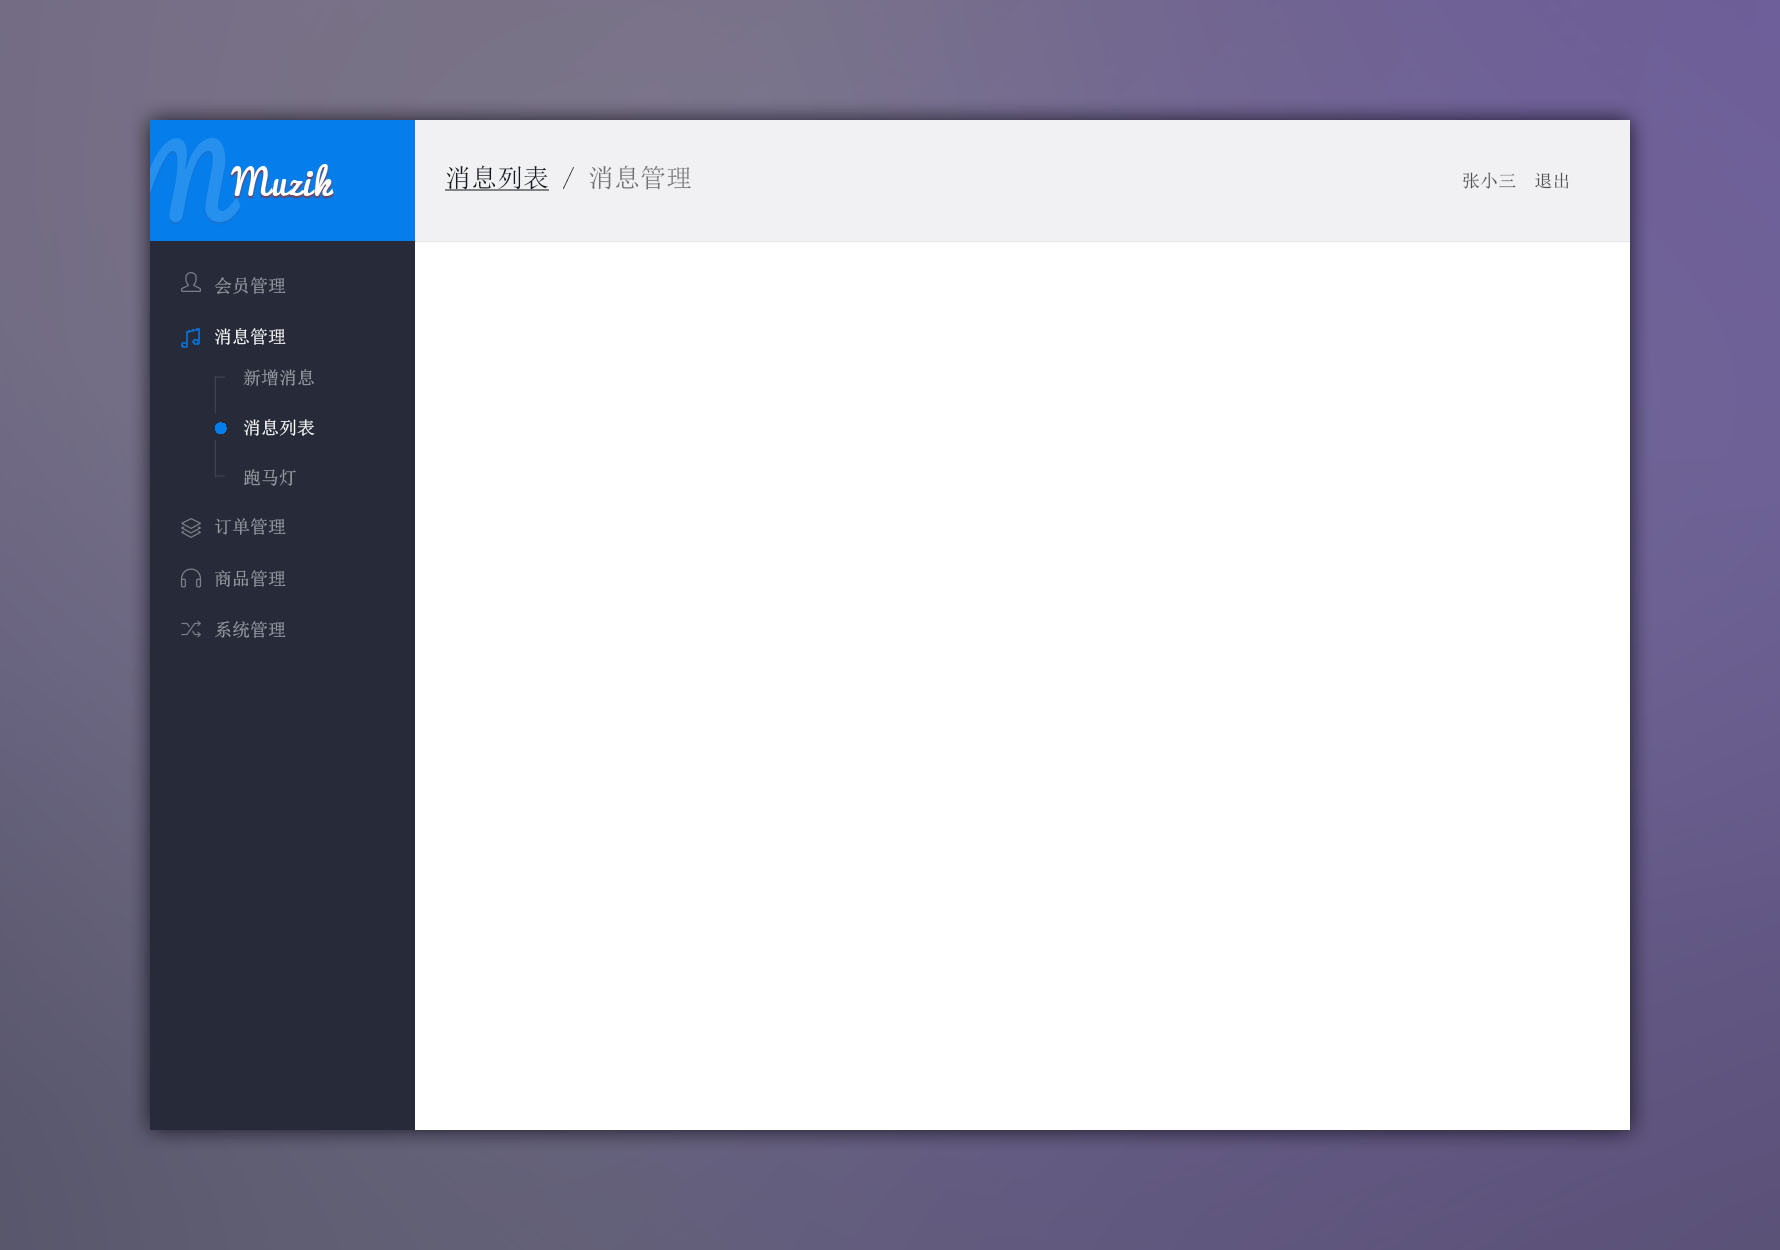 Muzik
消息列表 / 消息管理
张小三 退出
会员管理
消息管理
新增消息
消息列表
跑马灯
订单管理
商品管理
系统管理